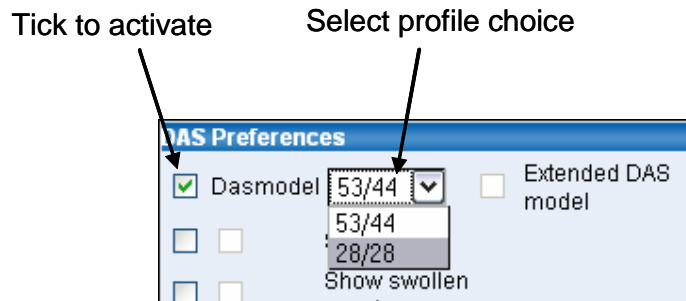 Tick to activate
Select profile choice
DAS Preferences
Dasmodel
53/44
Extended DAS
model
53/44
28/28
Show swollen